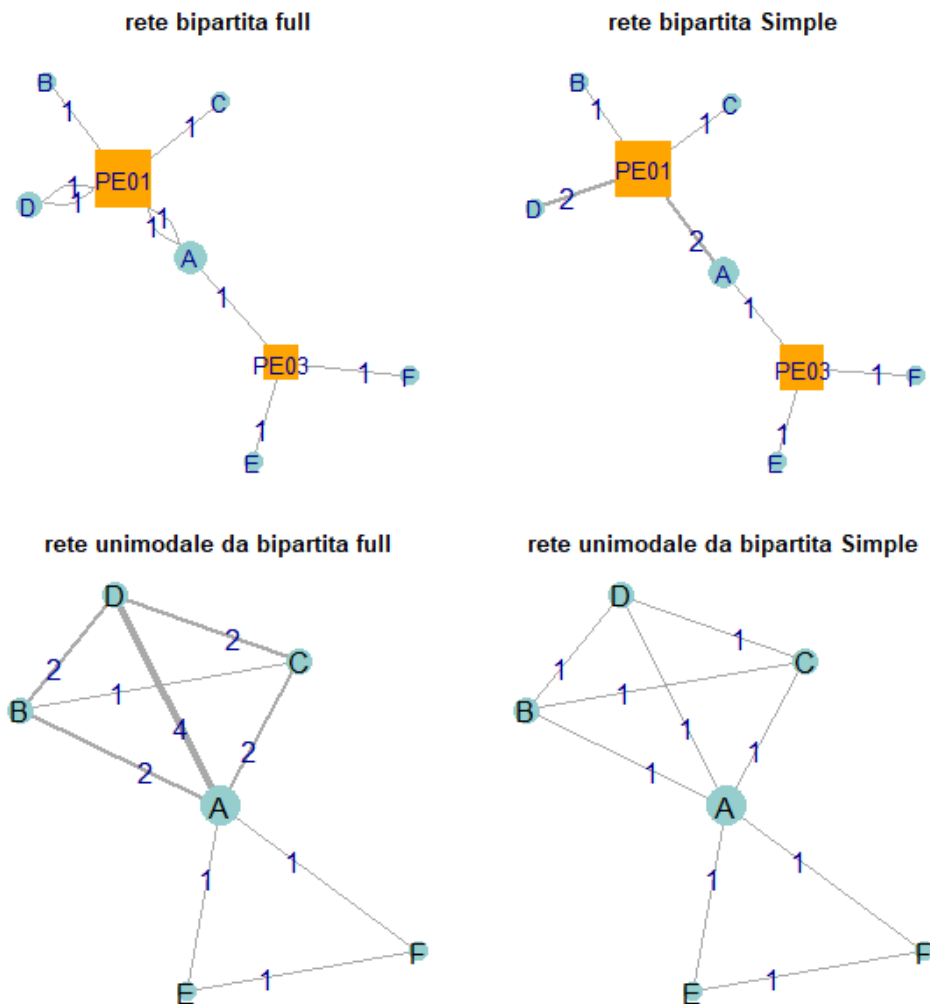 rete bipartita full
B
1
C
1
PE01
D
1
1
1
1
A
1
PE03
1
F
1
E
rete bipartita Simple
B
1
C
1
PE01
D
2
2
A
1
PE03
1
F
1
E
rete unimodale da bipartita full
D
2
2
C
B
1
4
2
2
A
1
1
F
1
E
rete unimodale da bipartita Simple
D
1
1
C
B
1
1
1
1
A
1
1
F
1
E